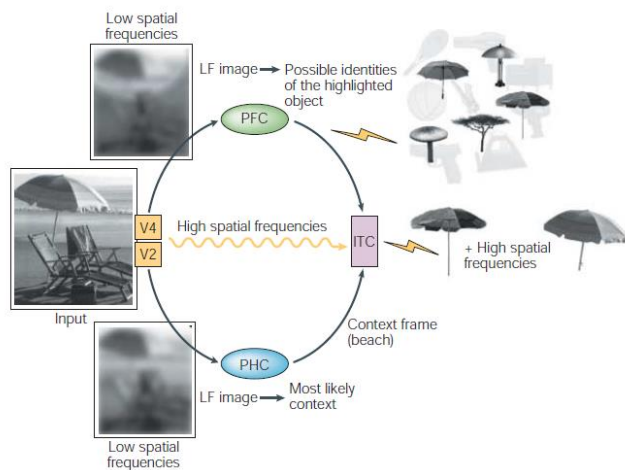 Low spatial
frequencies
LF image
Possible identities
of the highlighted
object
PFC
V4
V2
High spatial frequencies
ITC
+ High spatial
frequencies
Input
Context frame
(beach)
PHC
LF image
Most likely
context
Low spatial
frequencies